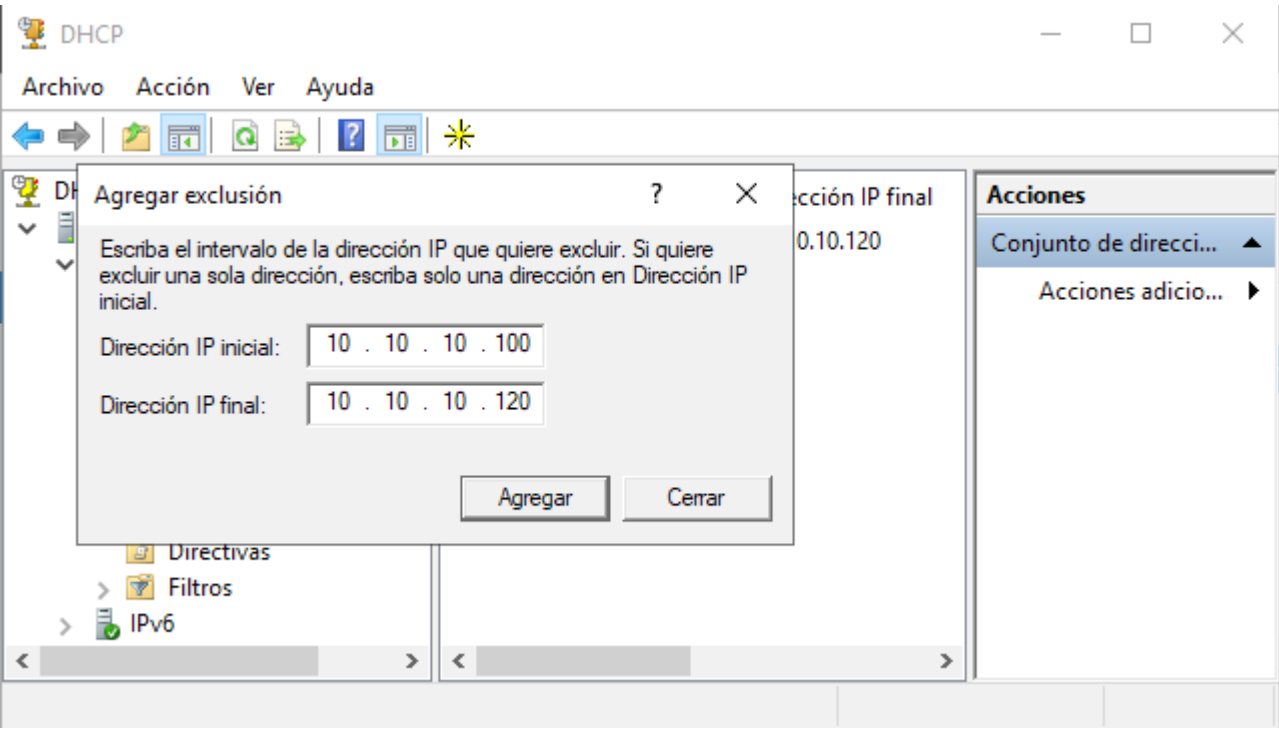 DHCP
Archivo Acción Ver Ayuda
Agregar exclusión
Escriba el intervalo de la dirección IP que quiere excluir. Si quiere
excluir una sola dirección, escriba solo una dirección en Dirección IP
inicial.
Dirección IP inicial: 10 . 10 . 10 . 100
Dirección IP final: 10 . 10 . 10 . 120
Agregar Cerrar
IP final
0.10.120
Acciones
Conjunto de direcci...
Acciones adicio...
Directivas
Filtros
IPv6